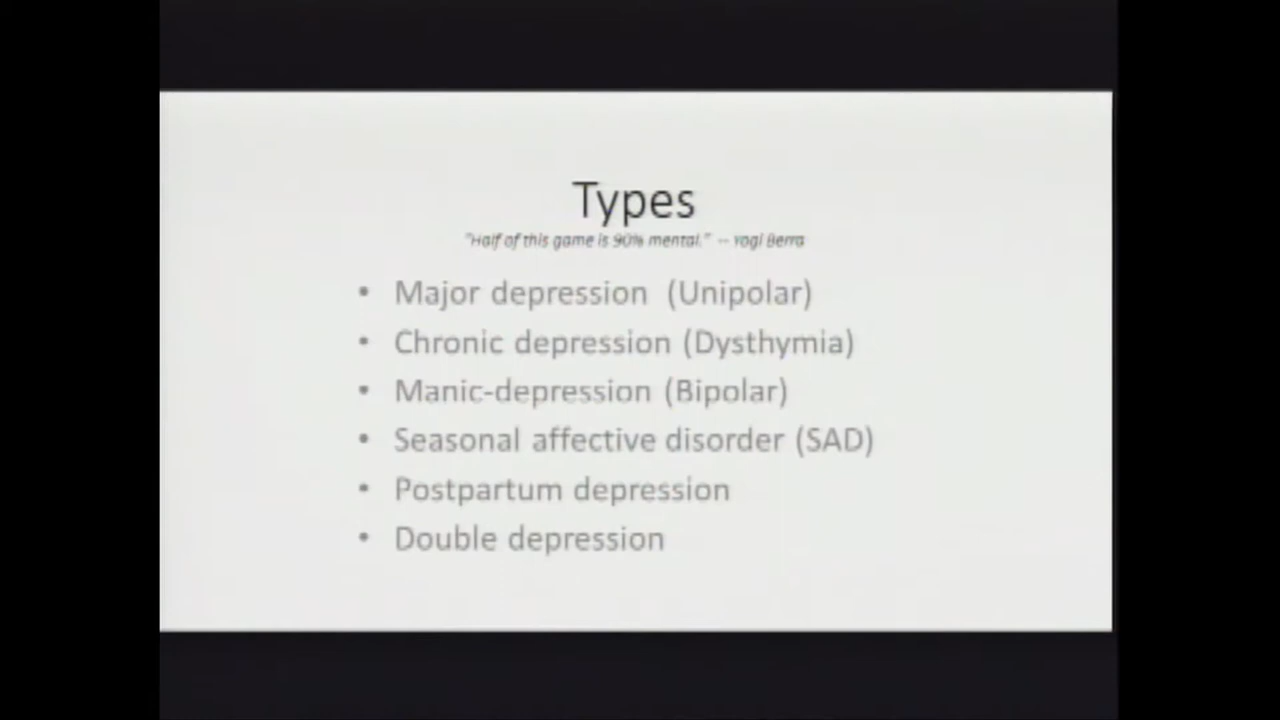 Types
"Half of this game is 90% mental." -- Yogi Berra
• Major depression (Unipolar)
• Chronic depression (Dysthymia)
• Manic-depression (Bipolar)
• Seasonal affective disorder (SAD)
• Postpartum depression
• Double depression